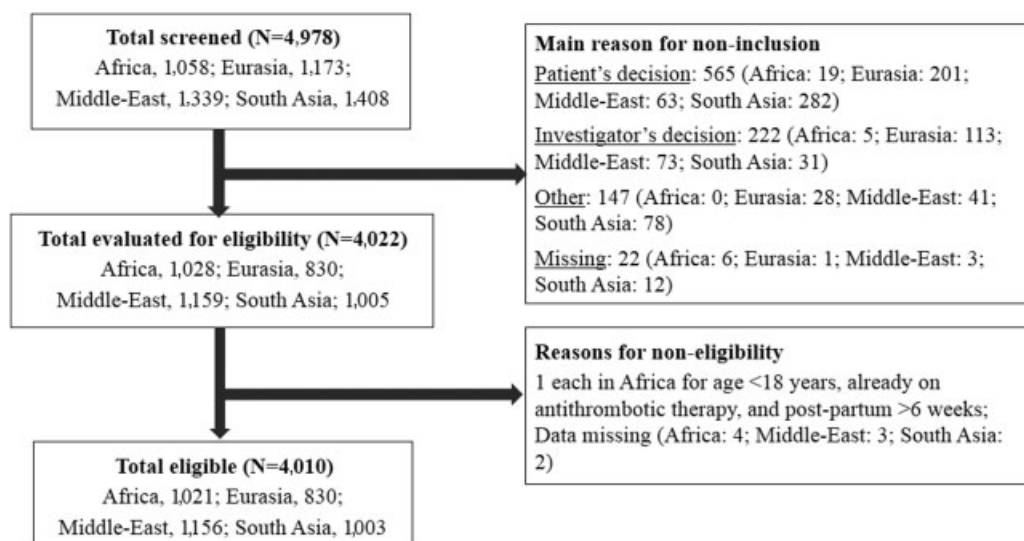 Total screened (N=4,978)
Africa, 1,058; Eurasia, 1,173;
Middle-East, 1,339; South Asia, 1,408
Main reason for non-inclusion
Patient's decision: 565 (Africa: 19; Eurasia: 201;
Middle-East: 63; South Asia: 282)
Investigator's decision: 222 (Africa: 5; Eurasia: 113;
Middle-East: 73; South Asia: 31)
Other: 147 (Africa: 0; Eurasia: 28; Middle-East: 41;
South Asia: 78)
Missing: 22 (Africa: 6; Eurasia: 1; Middle-East: 3;
South Asia: 12)
Total evaluated for eligibility (N=4,022)
Africa, 1,028; Eurasia, 830;
Middle-East, 1,159; South Asia; 1,005
Reasons for non-eligibility
1 each in Africa for age <18 years, already on
antithrombotic therapy, and post-partum >6 weeks;
Data missing (Africa: 4; Middle-East: 3; South Asia:
2)
Total eligible (N=4,010)
Africa, 1,021; Eurasia, 830;
Middle-East, 1,156; South Asia, 1,003